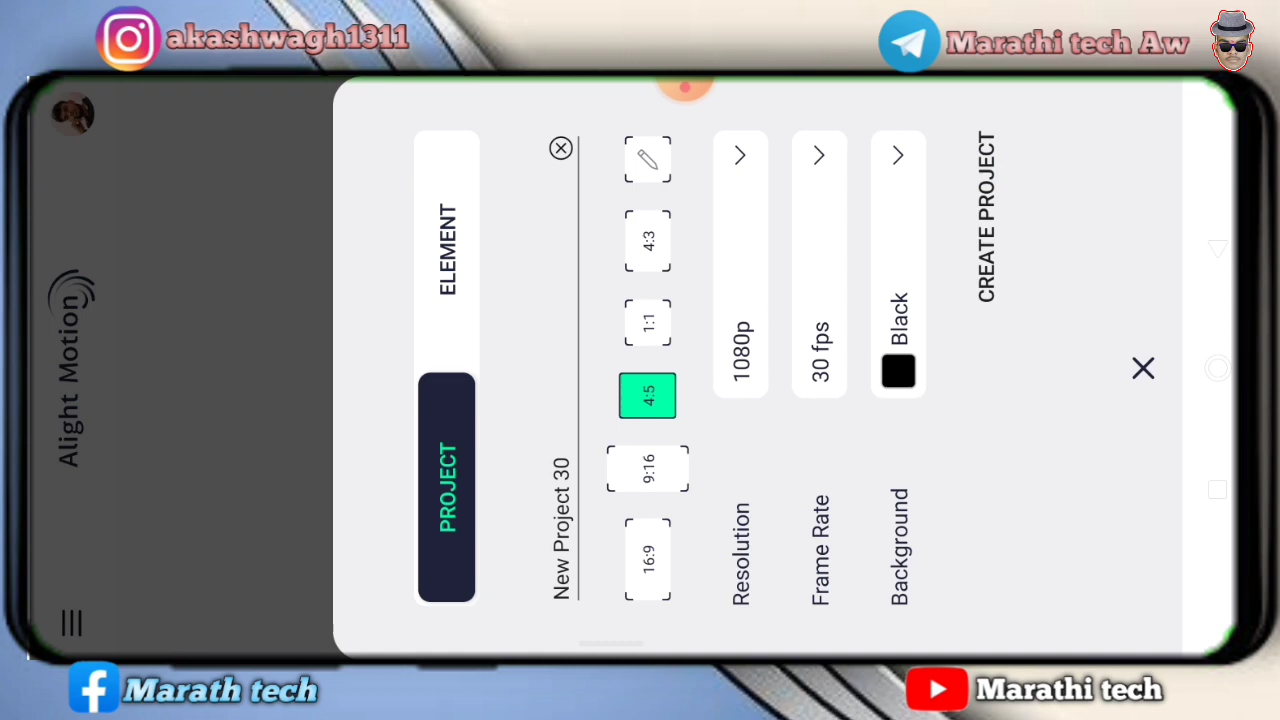 akashwagh1311
Marathi tech Aw
Alight Motion
PROJECT
ELEMENT
New Project 30
16:9
9:16
4:5
1:1
4:3
Resolution
1080p
Frame Rate
30 fps
Background
Black
CREATE PROJECT
Marath tech
Marathi tech